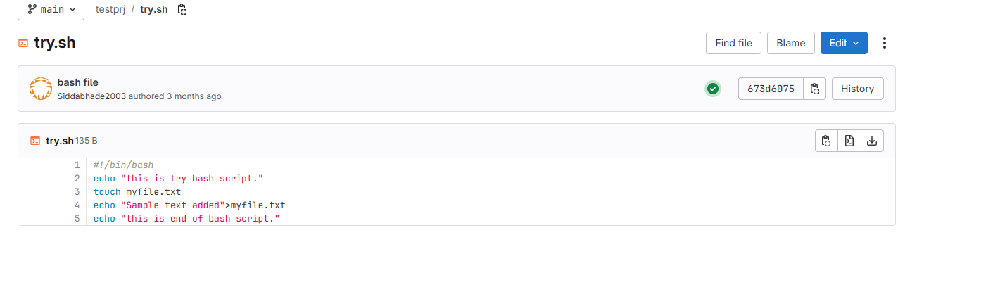 main
testprj / try.sh
try.sh
Find file
Blame
Edit
bash file
Siddabhade2003 authored 3 months ago
673d6075
History
try.sh 135 B
1 #!/bin/bash
2 echo "this is try bash script."
3 touch myfile.txt
4 echo "Sample text added">myfile.txt
5 echo "this is end of bash script."